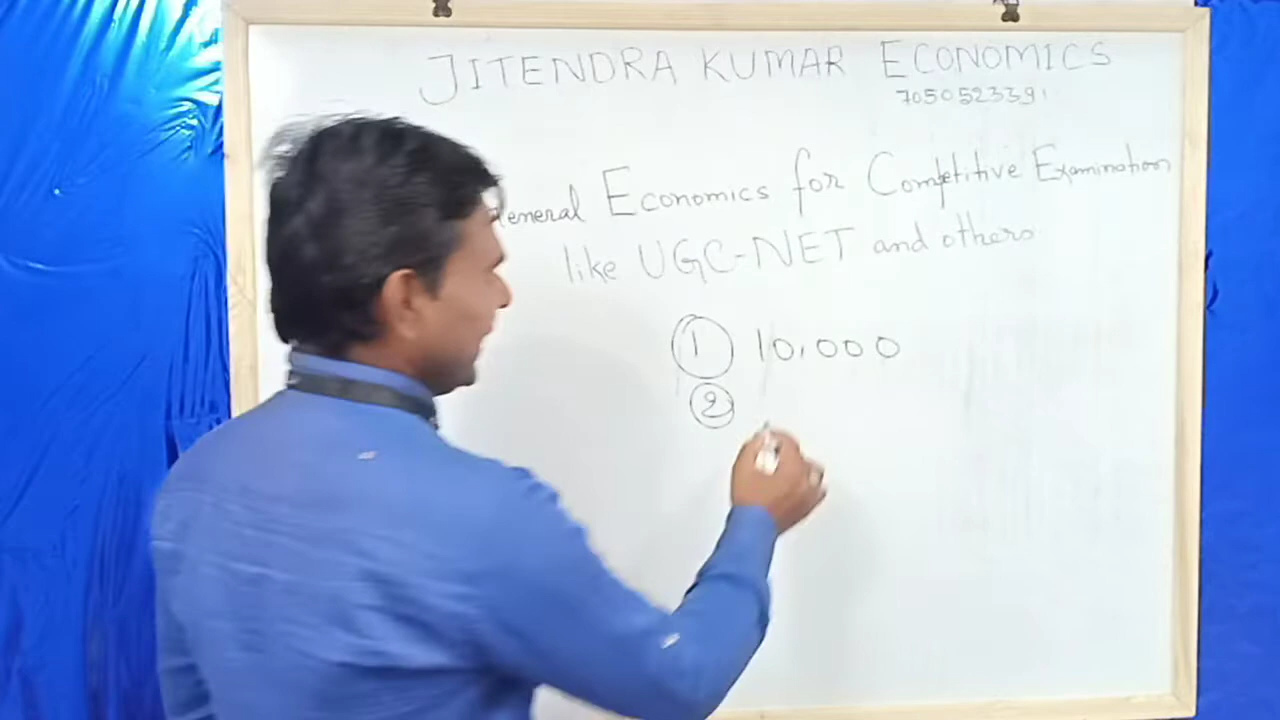 JITENDRA KUMAR ECONOMICS
7050523391
General Economics for Competitive Examination
like UGC-NET and others
① 10,000
②